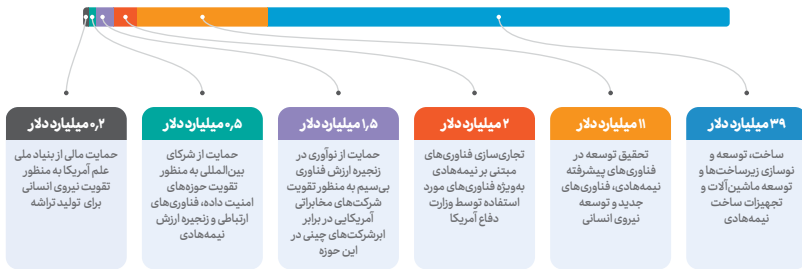 ۳۹ میلیارد دلار
ساخت، توسعه و
نوسازی زیرساخت‌ها و
توسعه ماشین‌آلات و
تجهیزات ساخت
نیمه‌هادی
۱۱ میلیارد دلار
تحقیق توسعه در
فناوری‌های پیشرفته
نیمه‌هادی، فناوری‌های
جدید و توسعه
نیروی انسانی
۲ میلیارد دلار
تجاری‌سازی فناوری‌های
مبتنی بر نیمه‌هادی
به‌ویژه فناوری‌های مورد
استفاده توسط وزارت
دفاع آمریکا
۱,۵ میلیارد دلار
حمایت از نوآوری در
زنجیره ارزش فناوری
بی‌سیم به منظور تقویت
شرکت‌های مخابراتی
آمریکایی در برابر
ابرشرکت‌های چینی در
این حوزه
۰,۵ میلیارد دلار
حمایت از شرکای
بین‌المللی به منظور
تقویت حوزه‌های
امنیت داده، فناوری‌های
ارتباطی و زنجیره ارزش
نیمه‌هادی
۰,۲ میلیارد دلار
حمایت مالی از بنیاد ملی
علم آمریکا به منظور
تقویت نیروی انسانی
برای تولید تراشه